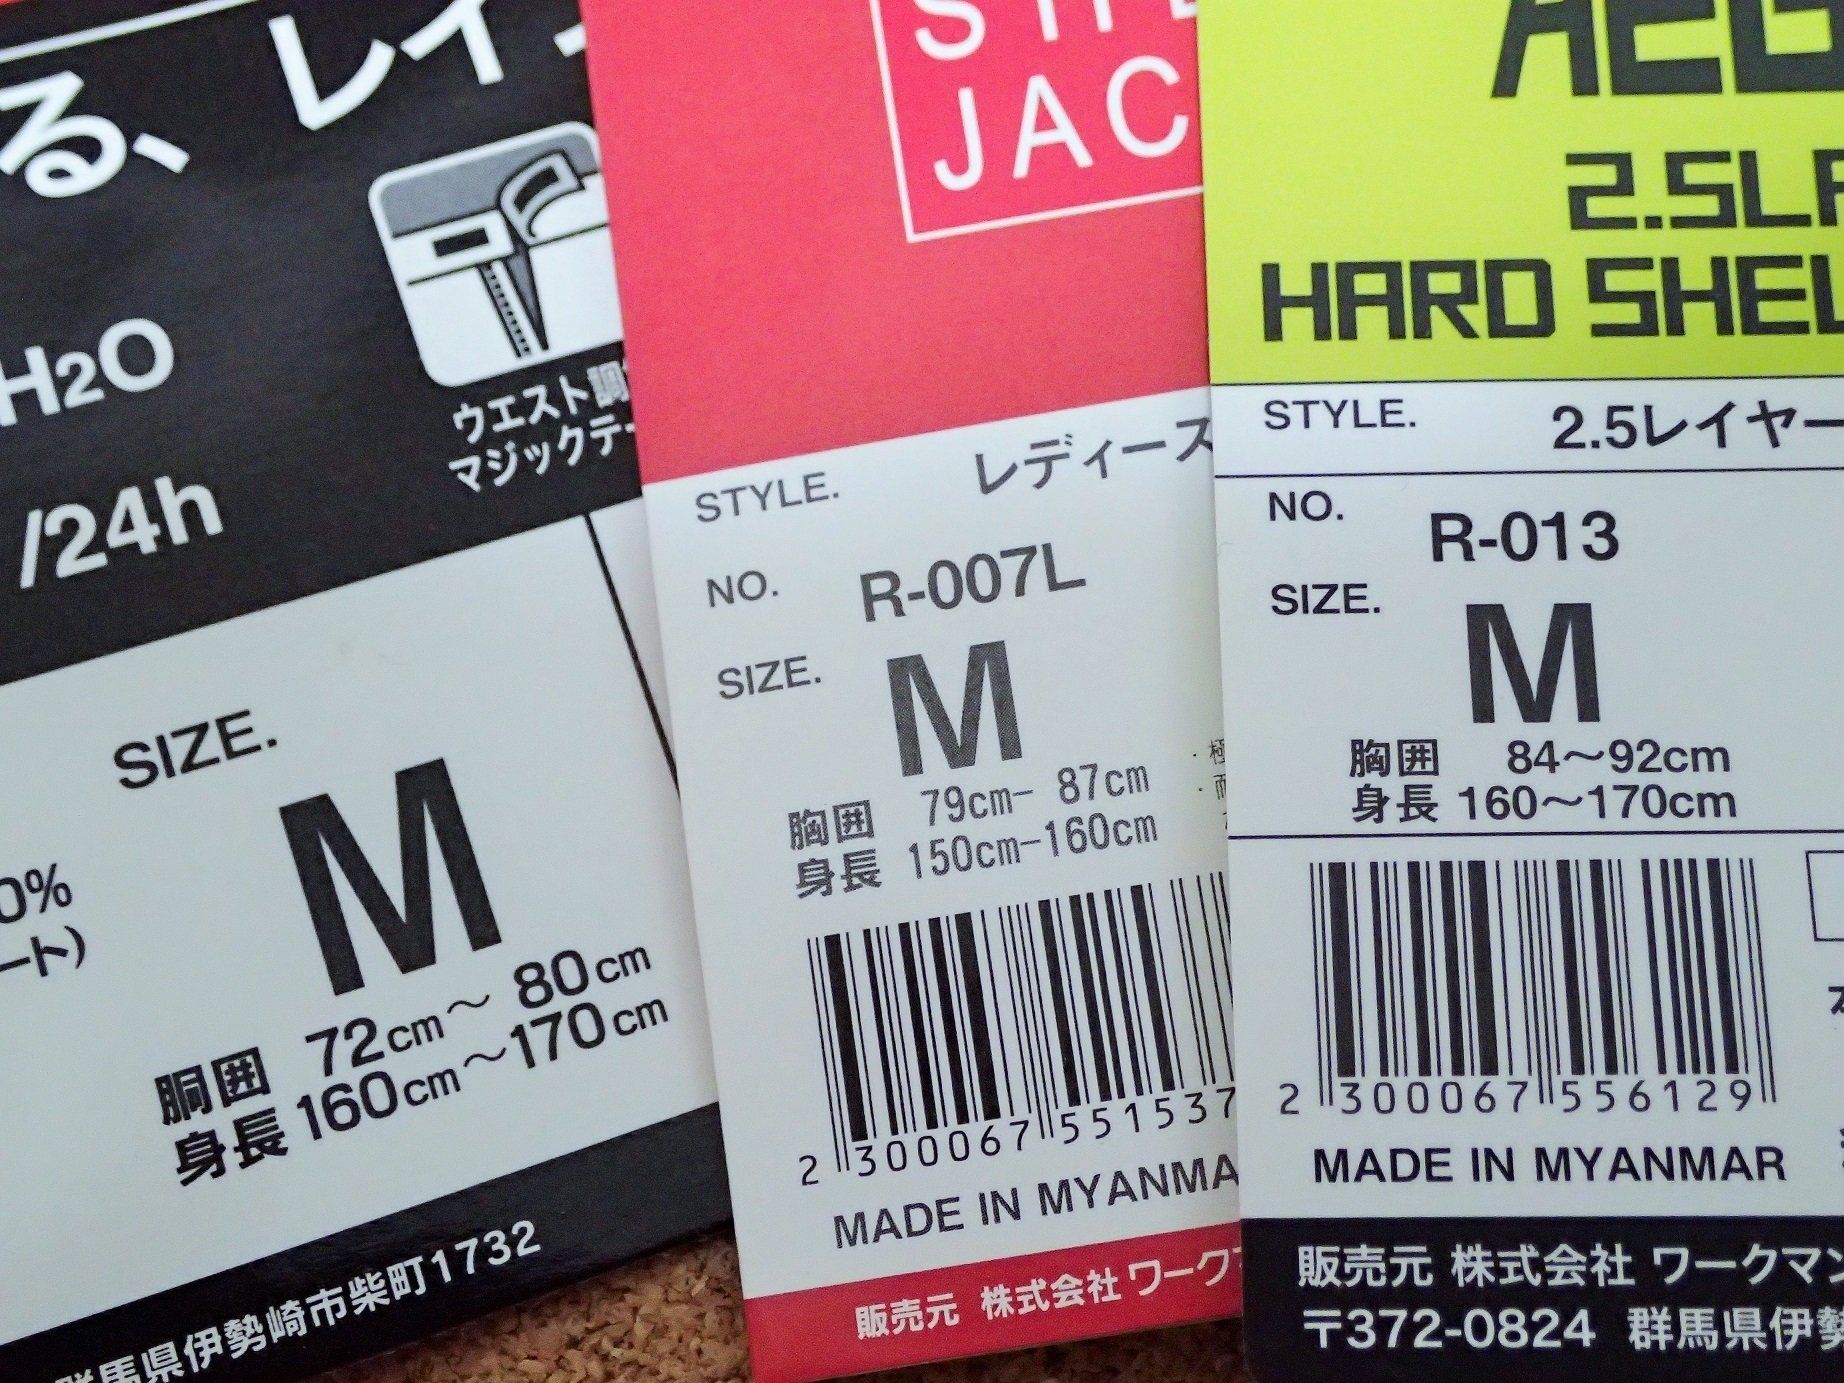 る、レイ
H2O
/24h
ウエスト調
マジックテ
SIZE.
M
胴囲 72cm～80cm
身長 160cm～170cm
0%
ート)
群馬県伊勢崎市柴町1732
JAC
STYLE. レディース
NO. R-007L
SIZE. M
胸囲 79cm- 87cm
身長 150cm-160cm
2 300067 551537
MADE IN MYANMA
販売元 株式会社 ワーク
2.5L
HARD SHEL
STYLE. 2.5レイヤー
NO. R-013
SIZE. M
胸囲 84～92cm
身長 160～170cm
2 300067 556129
MADE IN MYANMAR
販売元 株式会社 ワークマン
〒372-0824 群馬県伊勢